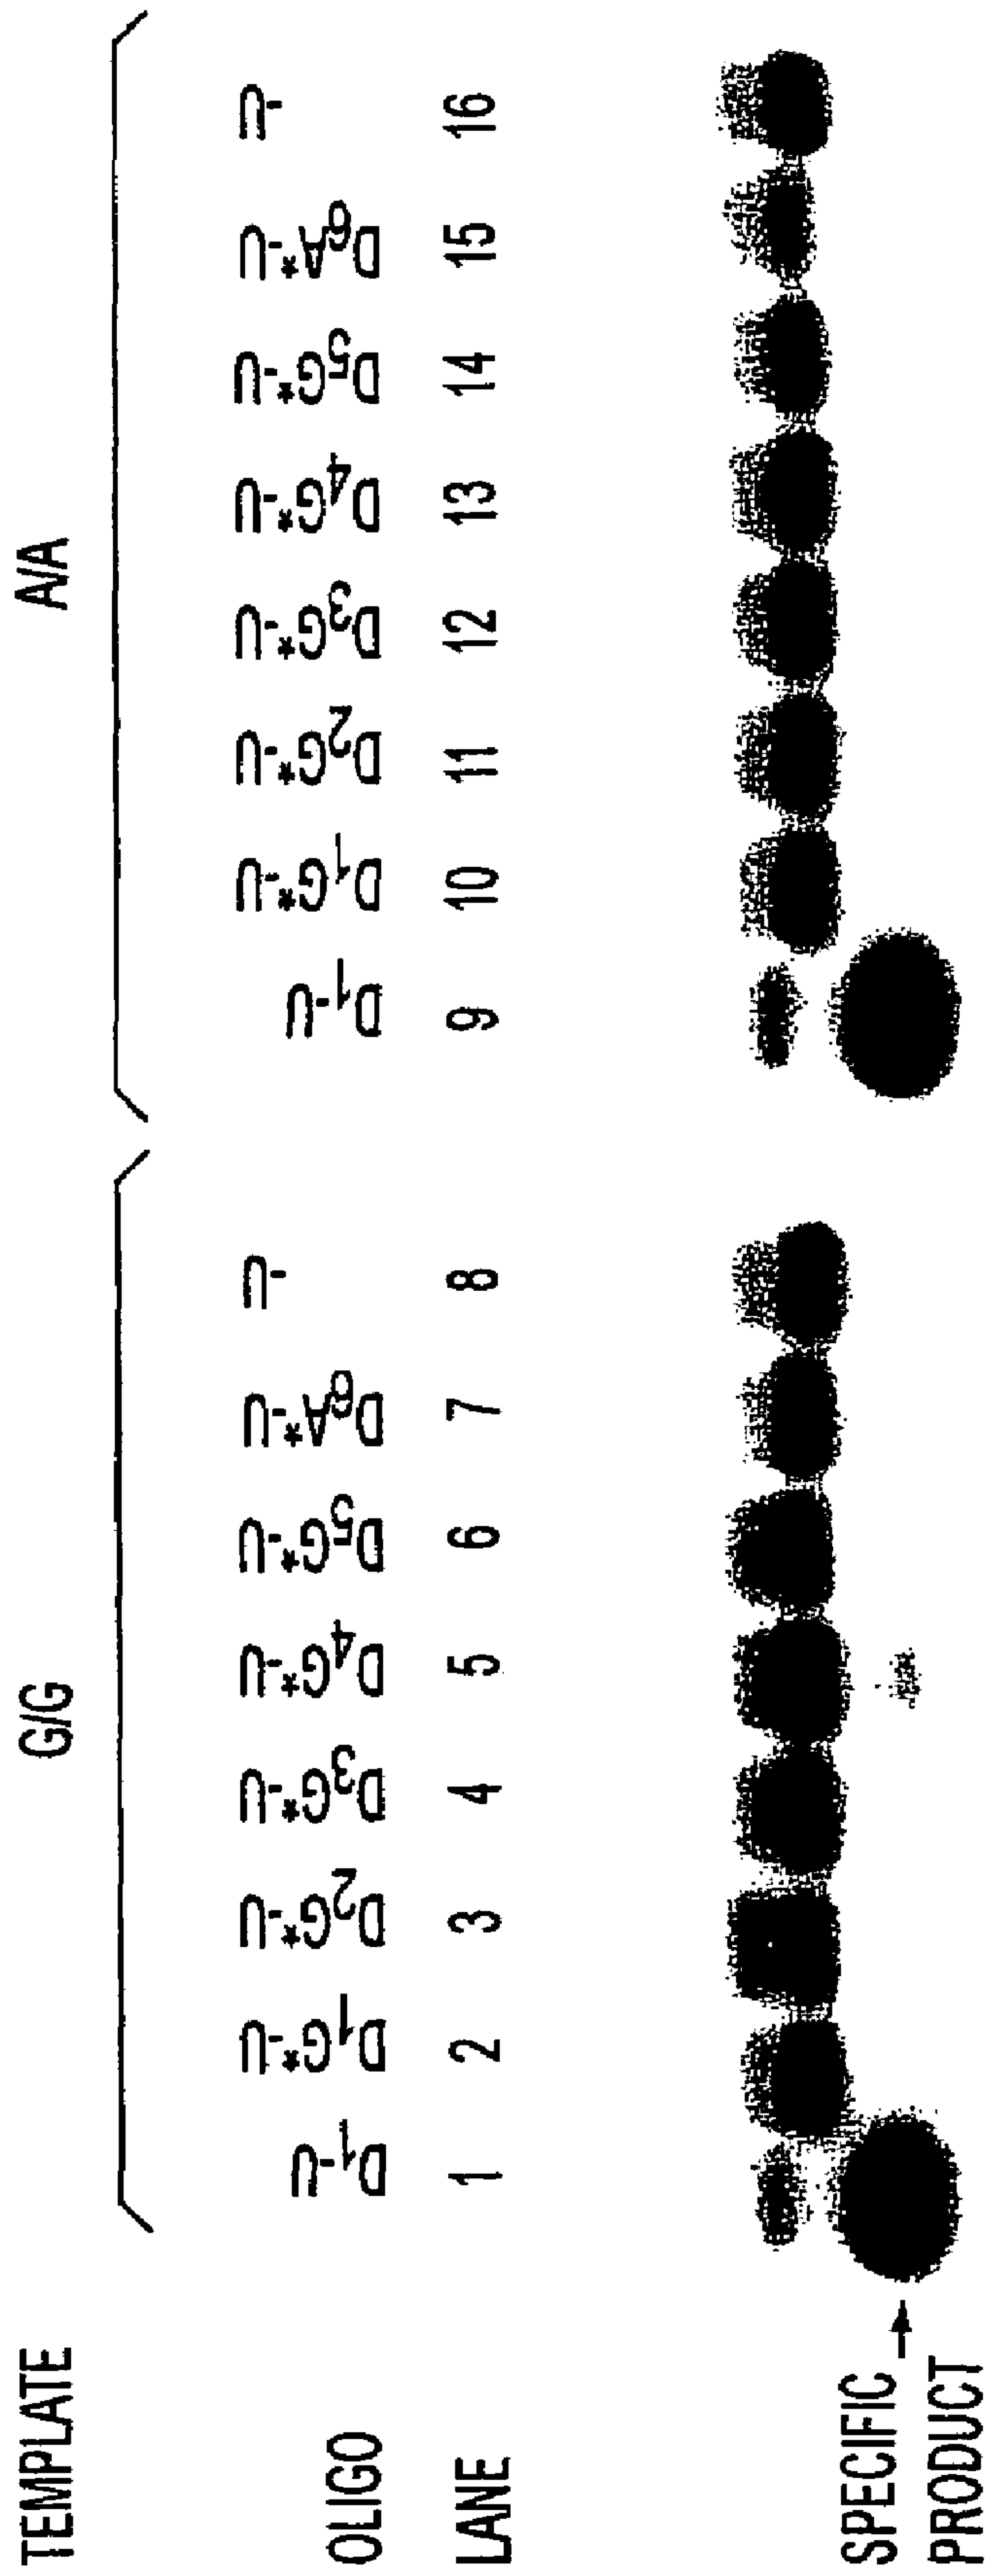 TEMPLATE G/G A/A
OLIGO D1-U D1G*-U D2G*-U D3G*-U D4G*-U D5G*-U D6A*-U -U D1-U D1G*-U D2G*-U D3G*-U D4G*-U D5G*-U D6A*-U -U
LANE 1 2 3 4 5 6 7 8 9 10 11 12 13 14 15 16
SPECIFIC
PRODUCT